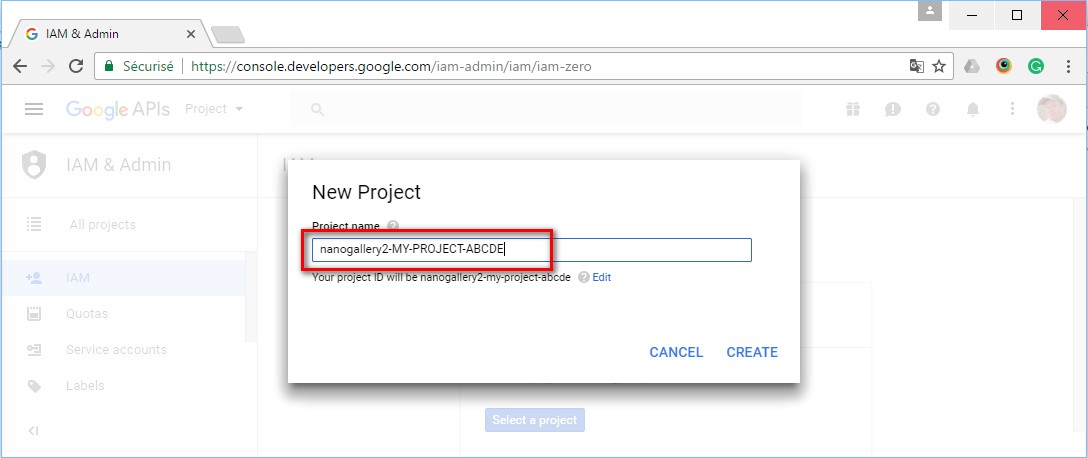 IAM & Admin
Sécurisé https://console.developers.google.com/iam-admin/iam/iam-zero
Google APIs Project
IAM & Admin
IAM
All projects
IAM
Quotas
Service accounts
Labels
New Project
Project name
nanogallery2-MY-PROJECT-ABCDE
Your project ID will be nanogallery2-my-project-abcde Edit
CANCEL CREATE
Select a project